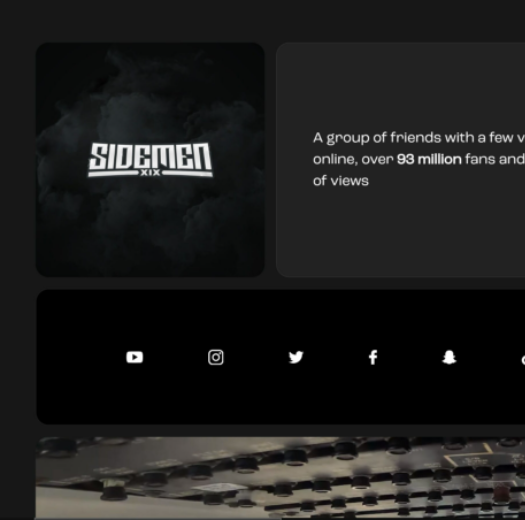 SIDEMEN
XIX
A group of friends with a few v
online, over 93 million fans and
of views